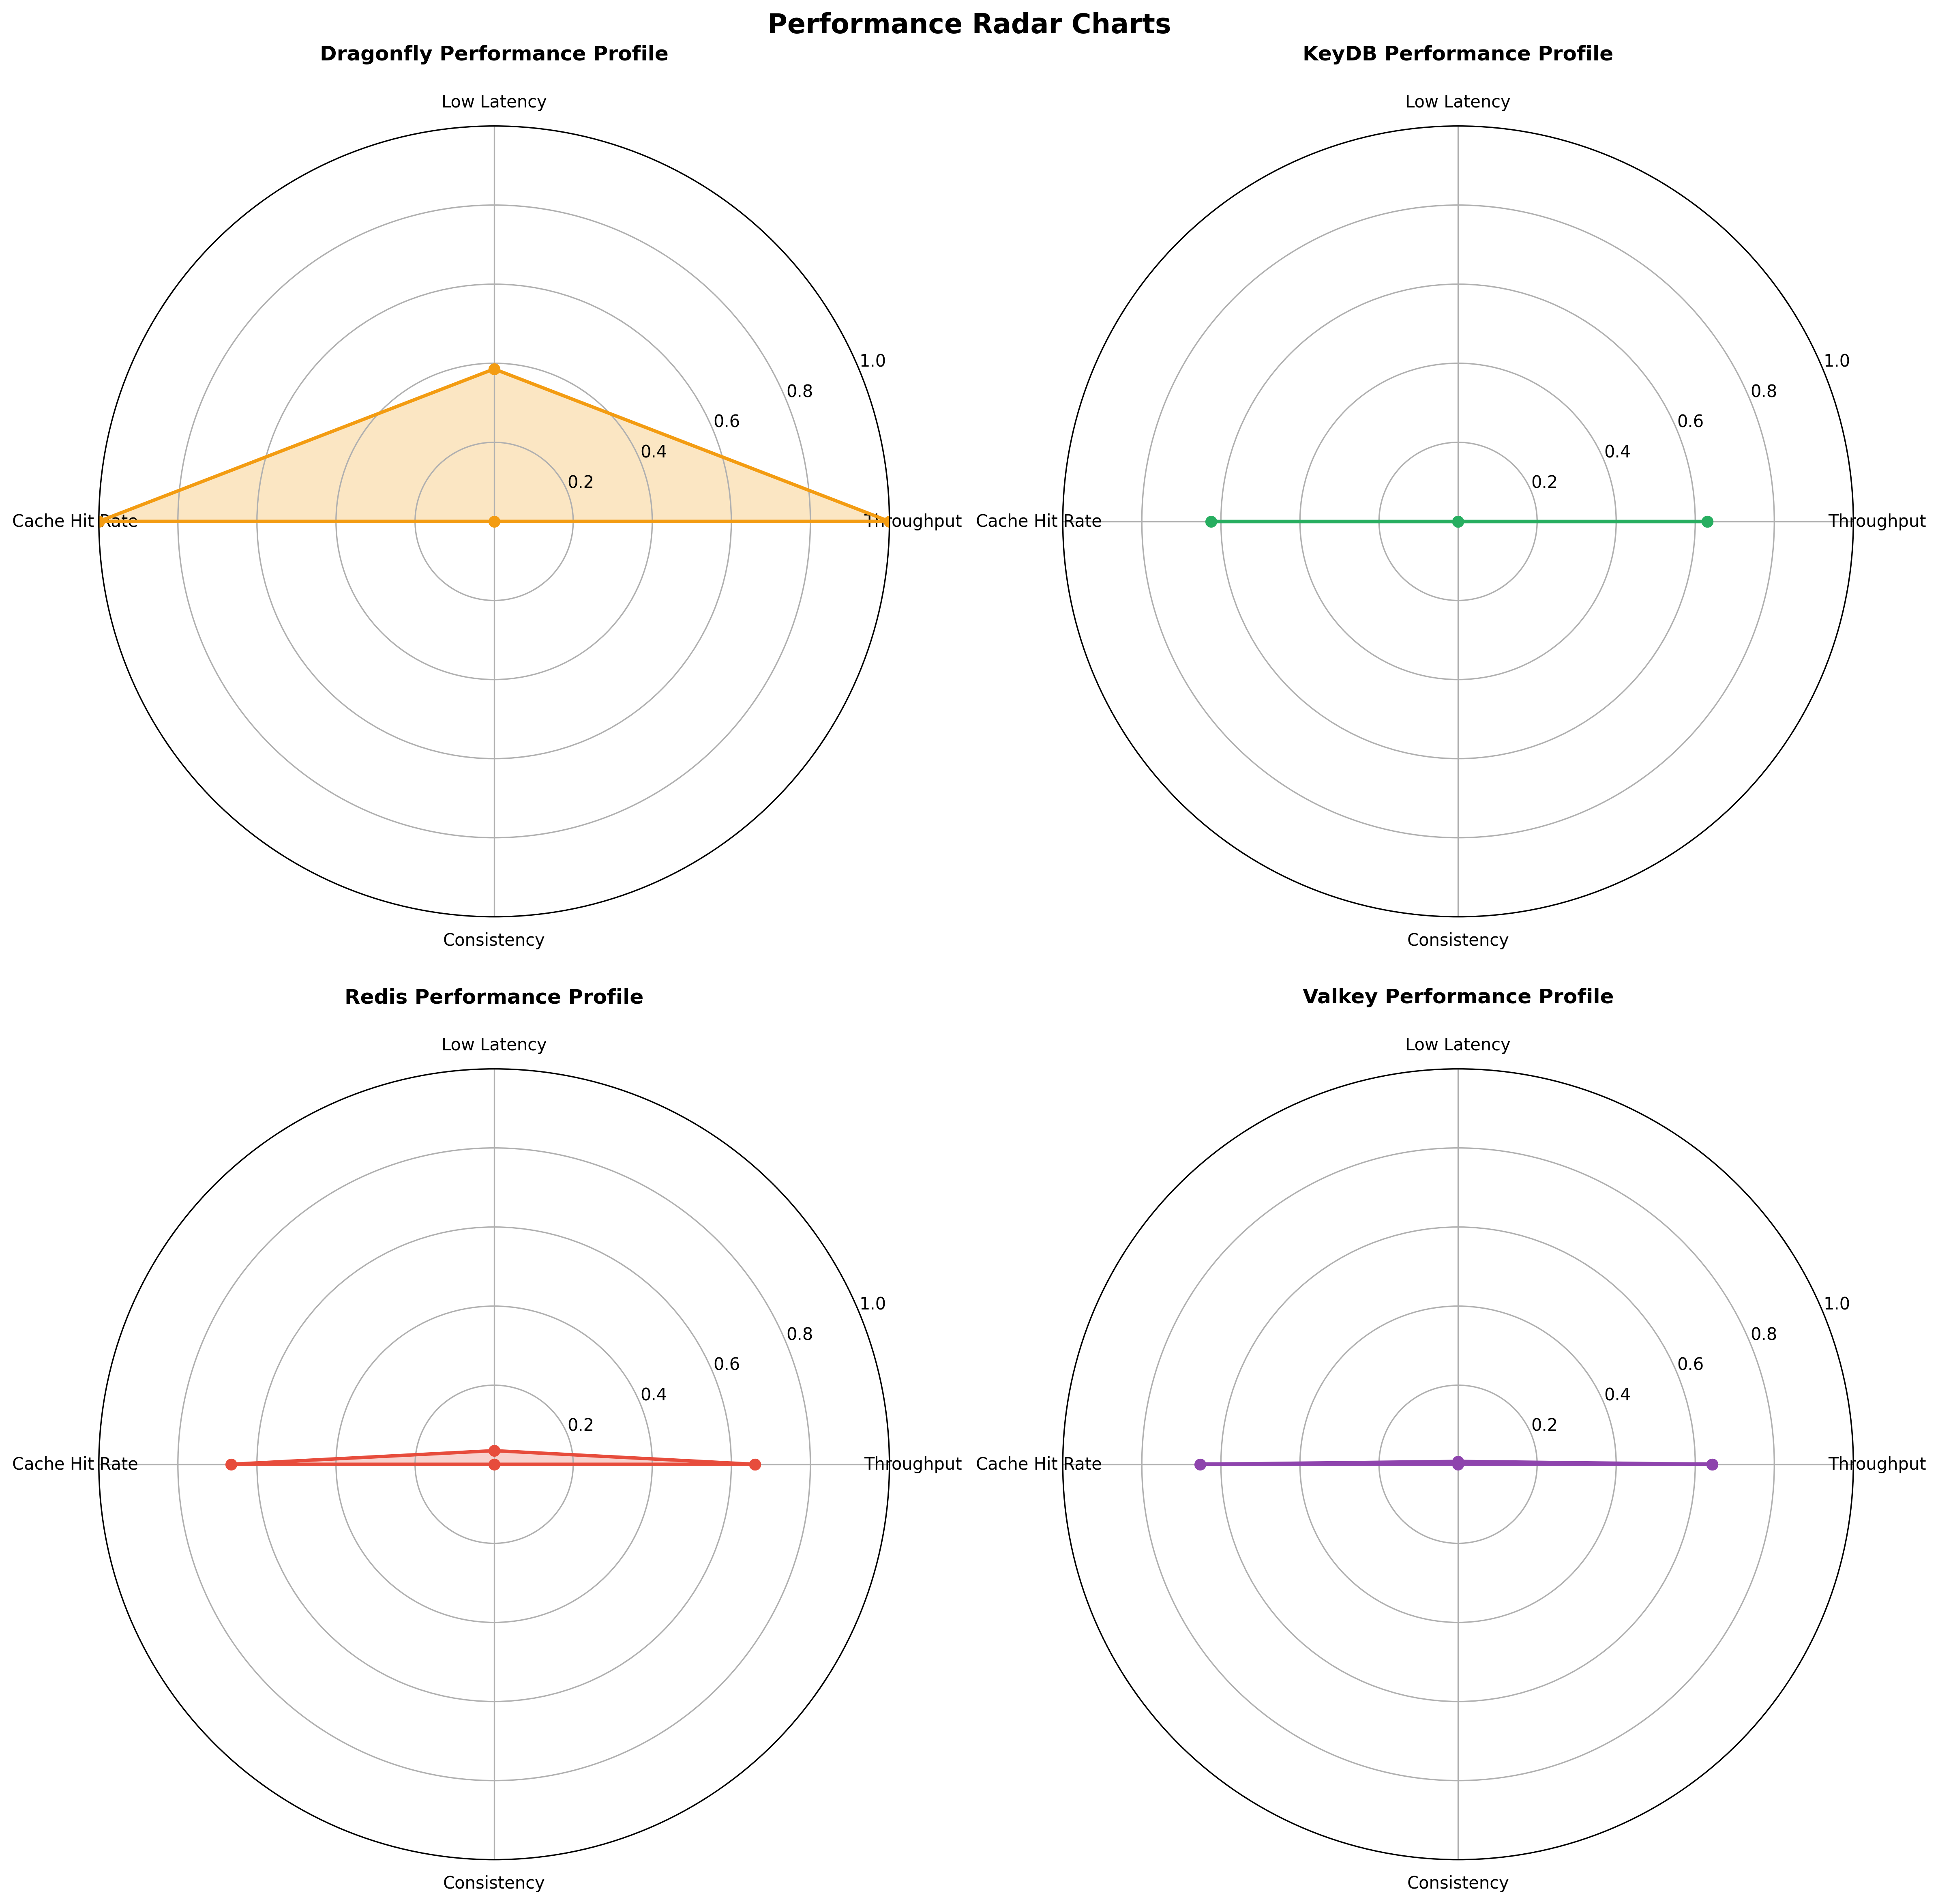 Performance Radar Charts
Dragonfly Performance Profile
Low Latency
1.0
0.8
0.6
0.4
0.2
Cache Hit Rate
Throughput
Consistency
KeyDB Performance Profile
Low Latency
1.0
0.8
0.6
0.4
0.2
Cache Hit Rate
Throughput
Consistency
Redis Performance Profile
Low Latency
1.0
0.8
0.6
0.4
0.2
Cache Hit Rate
Throughput
Consistency
Valkey Performance Profile
Low Latency
1.0
0.8
0.6
0.4
0.2
Cache Hit Rate
Throughput
Consistency